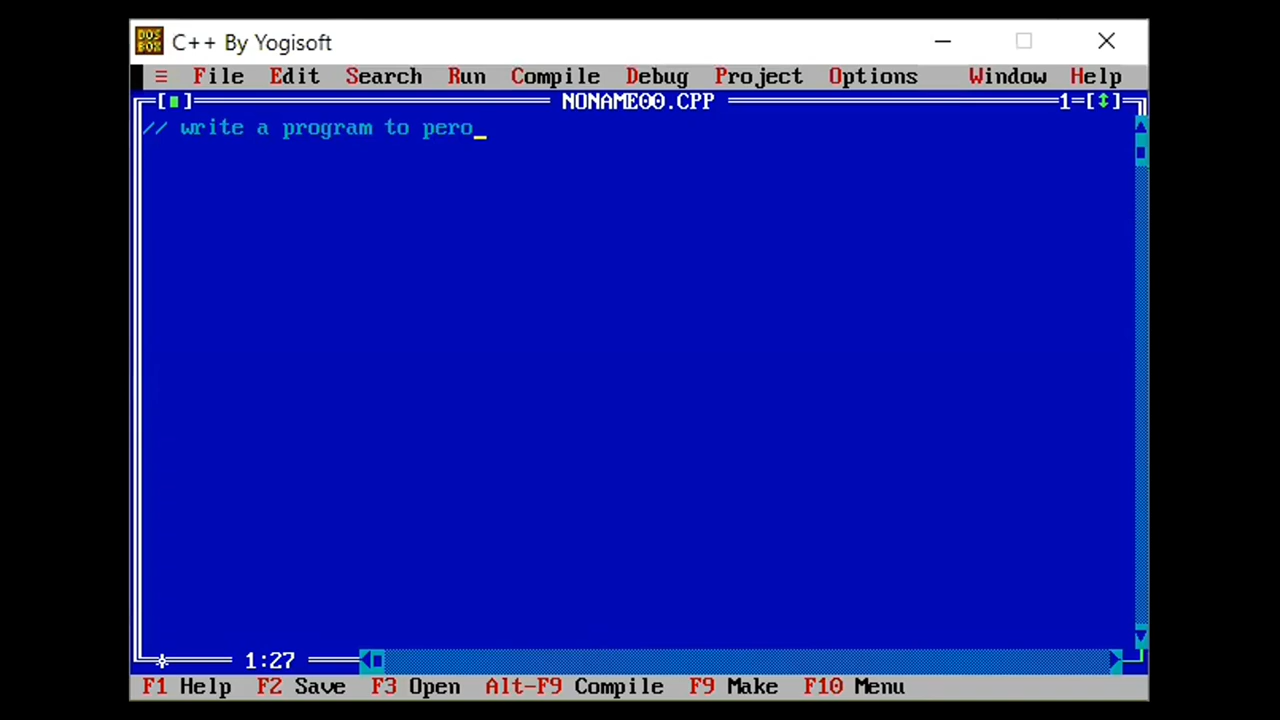 C++ By Yogisoft
≡ File Edit Search Run Compile Debug Project Options Window Help
[■] NONAME00.CPP 1=[↕]
// write a program to pero_
1:27
F1 Help F2 Save F3 Open Alt-F9 Compile F9 Make F10 Menu